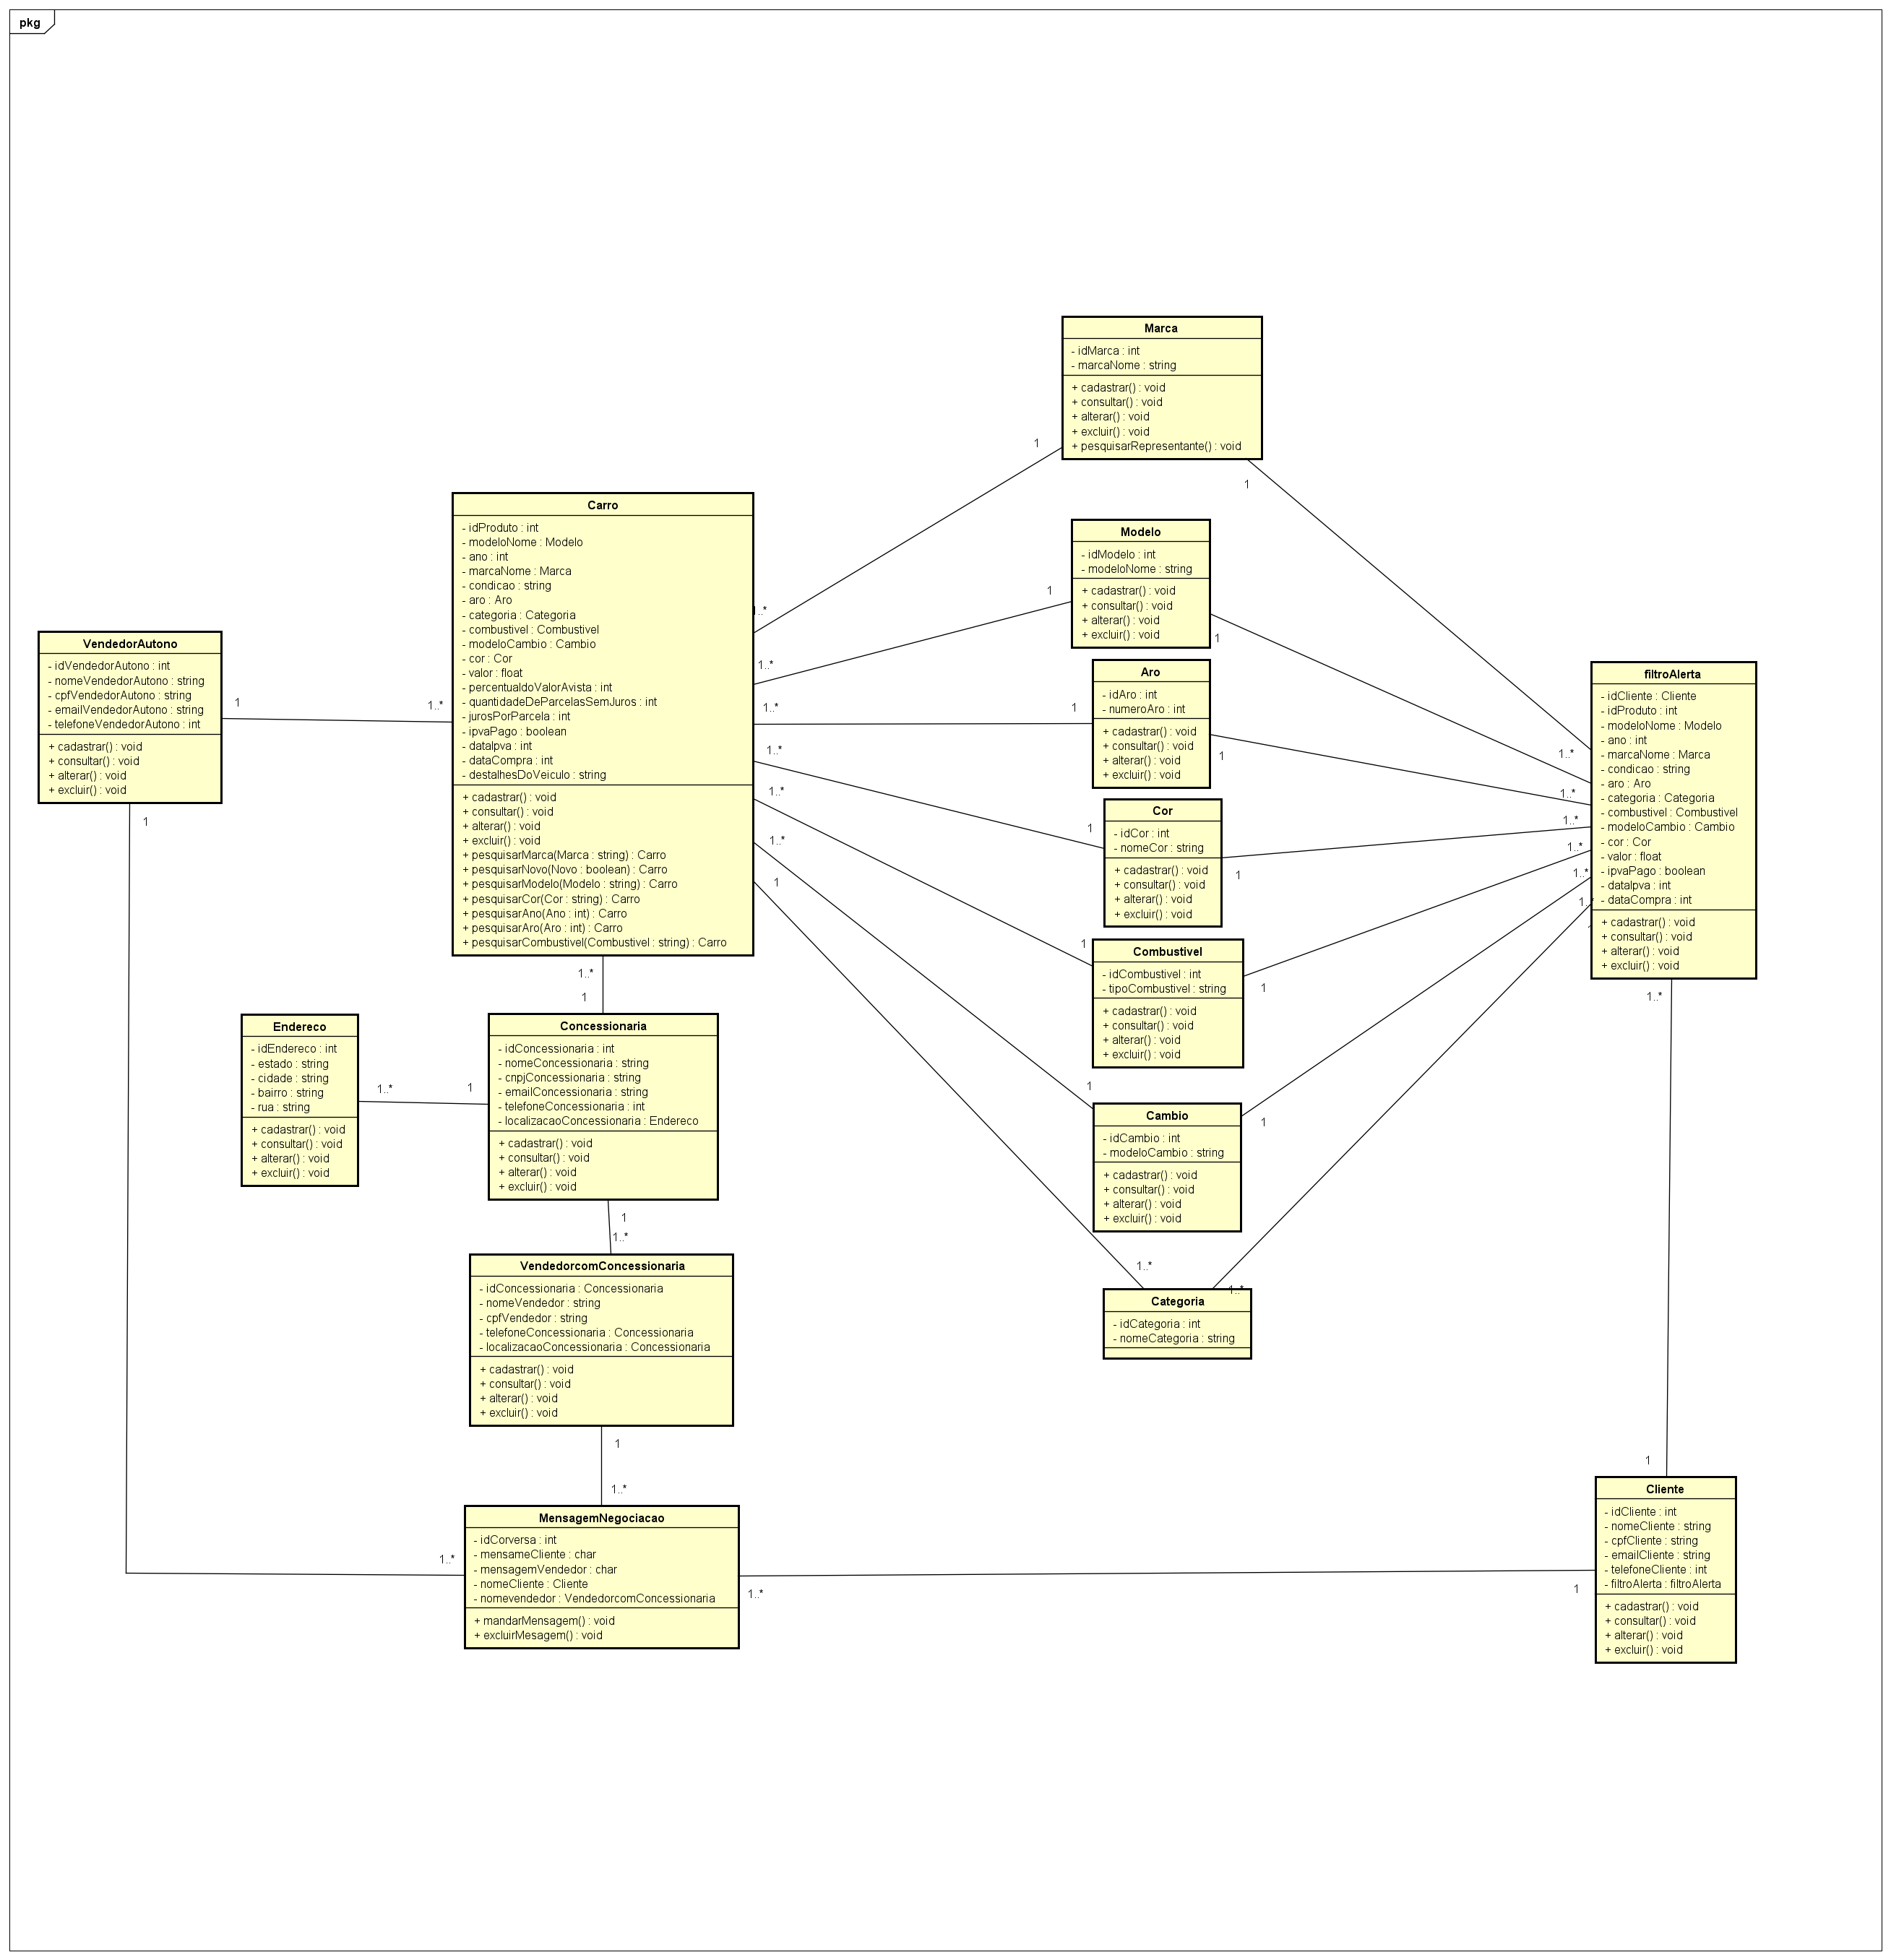 pkg
Marca
- idMarca : int
- marcaNome : string
+ cadastrar() : void
+ consultar() : void
+ alterar() : void
+ excluir() : void
+ pesquisarRepresentante() : void
1
1
Carro
- idProduto : int
- modeloNome : Modelo
- ano : int
- marcaNome : Marca
- condicao : string
- aro : Aro
- categoria : Categoria
- combustivel : Combustivel
- modeloCambio : Cambio
- cor : Cor
- valor : float
- percentualdoValorAvista : int
- quantidadeDeParcelasSemJuros : int
- jurosPorParcela : int
- ipvaPago : boolean
- dataIpva : int
- dataCompra : int
- destalhesDoVeiculo : string
+ cadastrar() : void
+ consultar() : void
+ alterar() : void
+ excluir() : void
+ pesquisarMarca(Marca : string) : Carro
+ pesquisarNovo(Novo : boolean) : Carro
+ pesquisarModelo(Modelo : string) : Carro
+ pesquisarCor(Cor : string) : Carro
+ pesquisarAno(Ano : int) : Carro
+ pesquisarAro(Aro : int) : Carro
+ pesquisarCombustivel(Combustivel : string) : Carro
1..*
1..*
1..*
1..*
1..*
1..*
1
Modelo
- idModelo : int
- modeloNome : string
+ cadastrar() : void
+ consultar() : void
+ alterar() : void
+ excluir() : void
1
1
VendedorAutono
- idVendedorAutono : int
- nomeVendedorAutono : string
- cpfVendedorAutono : string
- emailVendedorAutono : string
- telefoneVendedorAutono : int
+ cadastrar() : void
+ consultar() : void
+ alterar() : void
+ excluir() : void
1
1..*
1
Aro
- idAro : int
- numeroAro : int
+ cadastrar() : void
+ consultar() : void
+ alterar() : void
+ excluir() : void
1
1
filtroAlerta
- idCliente : Cliente
- idProduto : int
- modeloNome : Modelo
- ano : int
- marcaNome : Marca
- condicao : string
- aro : Aro
- categoria : Categoria
- combustivel : Combustivel
- modeloCambio : Cambio
- cor : Cor
- valor : float
- ipvaPago : boolean
- dataIpva : int
- dataCompra : int
+ cadastrar() : void
+ consultar() : void
+ alterar() : void
+ excluir() : void
1..*
1..*
1..*
1..*
1..*
1..*
Cor
- idCor : int
- nomeCor : string
+ cadastrar() : void
+ consultar() : void
+ alterar() : void
+ excluir() : void
1
1
Combustivel
- idCombustivel : int
- tipoCombustivel : string
+ cadastrar() : void
+ consultar() : void
+ alterar() : void
+ excluir() : void
1
1
1..*
1
Endereco
- idEndereco : int
- estado : string
- cidade : string
- bairro : string
- rua : string
+ cadastrar() : void
+ consultar() : void
+ alterar() : void
+ excluir() : void
1..*
1
Concessionaria
- idConcessionaria : int
- nomeConcessionaria : string
- cnpjConcessionaria : string
- emailConcessionaria : string
- telefoneConcessionaria : int
- localizacaoConcessionaria : Endereco
+ cadastrar() : void
+ consultar() : void
+ alterar() : void
+ excluir() : void
1
1..*
Cambio
- idCambio : int
- modeloCambio : string
+ cadastrar() : void
+ consultar() : void
+ alterar() : void
+ excluir() : void
1
1
VendedorcomConcessionaria
- idConcessionaria : Concessionaria
- nomeVendedor : string
- cpfVendedor : string
- telefoneConcessionaria : Concessionaria
- localizacaoConcessionaria : Concessionaria
+ cadastrar() : void
+ consultar() : void
+ alterar() : void
+ excluir() : void
1
1..*
1..*
1..*
Categoria
- idCategoria : int
- nomeCategoria : string
MensagemNegociacao
- idCorversa : int
- mensameCliente : char
- mensagemVendedor : char
- nomeCliente : Cliente
- nomevendedor : VendedorcomConcessionaria
+ mandarMensagem() : void
+ excluirMesagem() : void
1..*
1..*
1..*
1
1
Cliente
- idCliente : int
- nomeCliente : string
- cpfCliente : string
- emailCliente : string
- telefoneCliente : int
- filtroAlerta : filtroAlerta
+ cadastrar() : void
+ consultar() : void
+ alterar() : void
+ excluir() : void